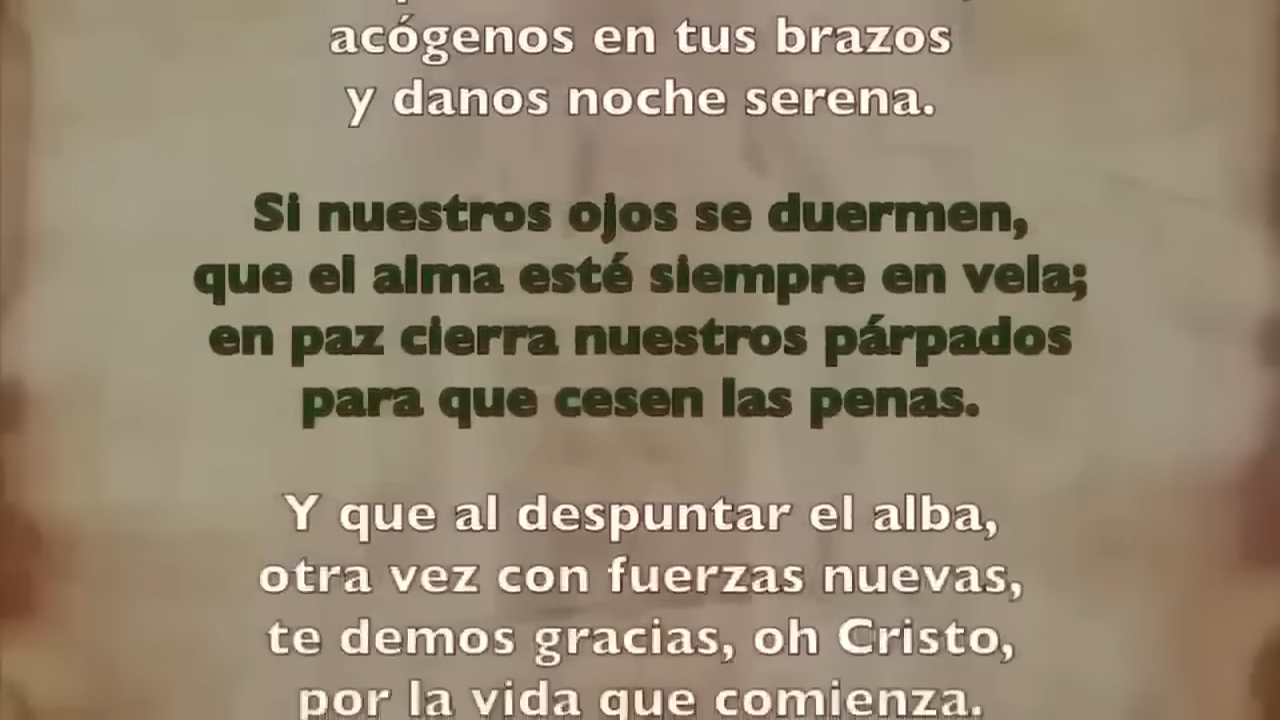 acógenos en tus brazos
y danos noche serena.
Si nuestros ojos se duermen,
que el alma esté siempre en vela;
en paz cierra nuestros párpados
para que cesen las penas.
Y que al despuntar el alba,
otra vez con fuerzas nuevas,
te demos gracias, oh Cristo,
por la vida que comienza.